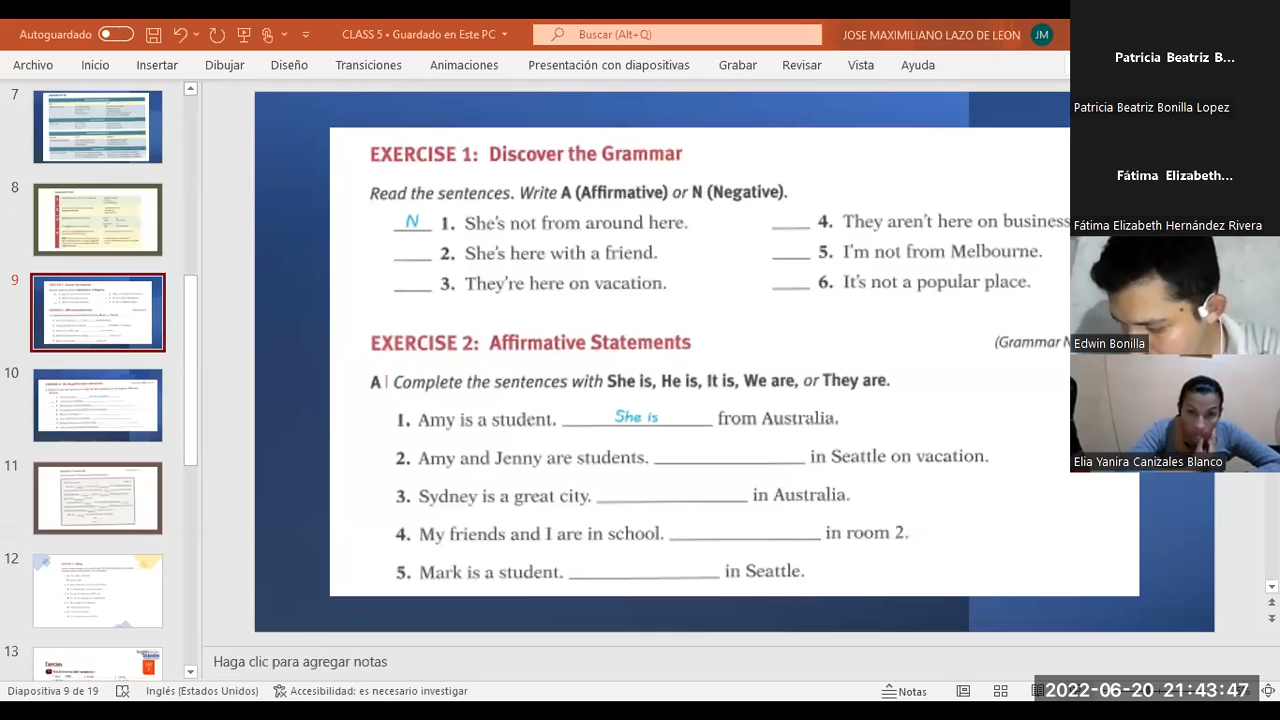 Autoguardado
CLASS 5 • Guardado en Este PC
Buscar (Alt+Q)
JOSE MAXIMILIANO LAZO DE LEON
JM
Archivo Inicio Insertar Dibujar Diseño Transiciones Animaciones Presentación con diapositivas Grabar Revisar Vista Ayuda
7
8
9
10
11
12
13
Exercises
EXERCISE 1: Discover the Grammar
Read the sentences. Write A (Affirmative) or N (Negative).
N 1. She's not from around here.
2. She's here with a friend.
3. They're here on vacation.
4. They aren't here on business
5. I'm not from Melbourne.
6. It's not a popular place.
EXERCISE 2: Affirmative Statements
(Grammar N
A | Complete the sentences with She is, He is, It is, We are, or They are.
1. Amy is a student. She is from Australia.
2. Amy and Jenny are students. in Seattle on vacation.
3. Sydney is a great city. in Australia.
4. My friends and I are in school. in room 2.
5. Mark is a student. in Seattle.
Patricia Beatriz B...
Patricia Beatriz Bonilla Lopez
Fátima Elizabeth...
Fátima Elizabeth Hernández Rivera
Edwin Bonilla
Elia Yanira Canizales Blanco
Haga clic para agregar notas
Diapositiva 9 de 19
Inglés (Estados Unidos)
Accesibilidad: es necesario investigar
Notas
2022-06-20 21:43:47